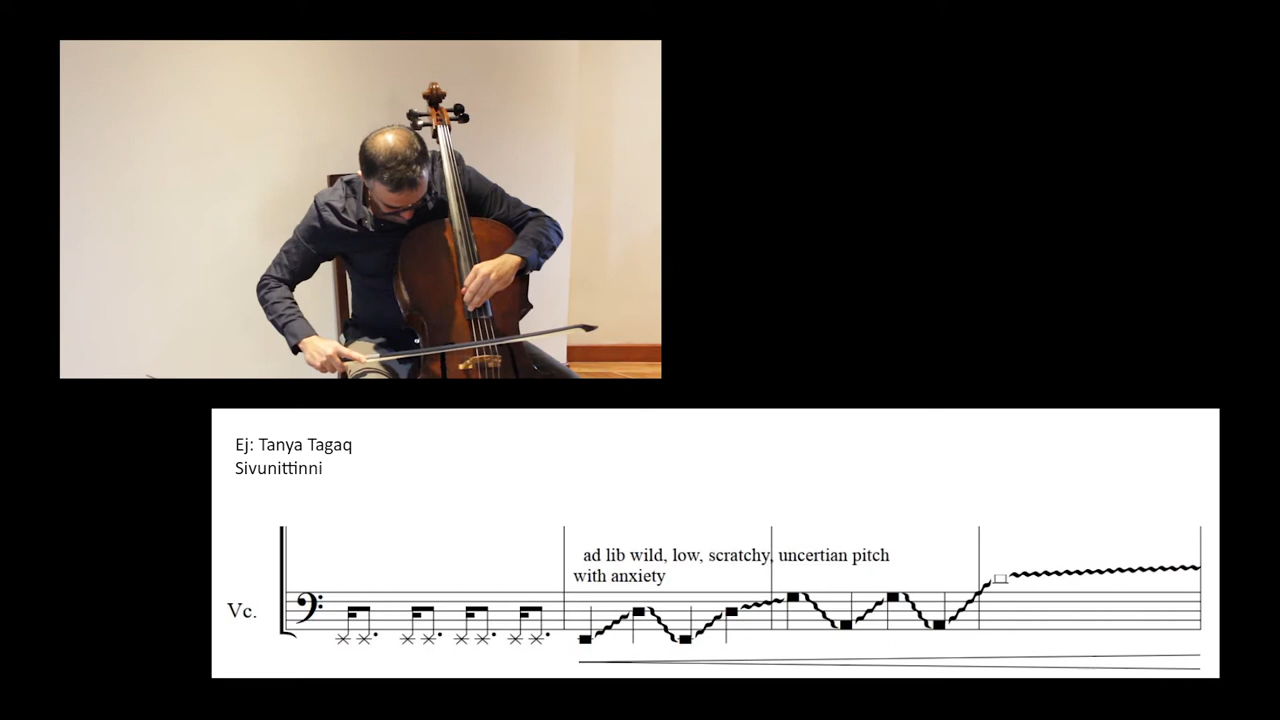 Ej: Tanya Tagaq
Sivunittinni
ad lib wild, low, scratchy, uncertian pitch
with anxiety
Vc.